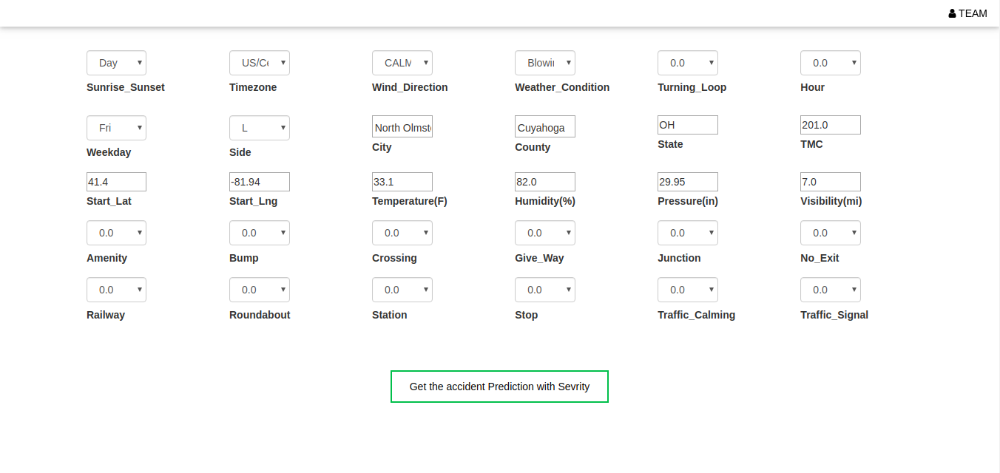 TEAM
Day US/Ce CALM Blowi 0.0 0.0
Sunrise_Sunset Timezone Wind_Direction Weather_Condition Turning_Loop Hour
Fri L North Olmst Cuyahoga OH 201.0
Weekday Side City County State TMC
41.4 -81.94 33.1 82.0 29.95 7.0
Start_Lat Start_Lng Temperature(F) Humidity(%) Pressure(in) Visibility(mi)
0.0 0.0 0.0 0.0 0.0 0.0
Amenity Bump Crossing Give_Way Junction No_Exit
0.0 0.0 0.0 0.0 0.0 0.0
Railway Roundabout Station Stop Traffic_Calming Traffic_Signal
Get the accident Prediction with Sevrity